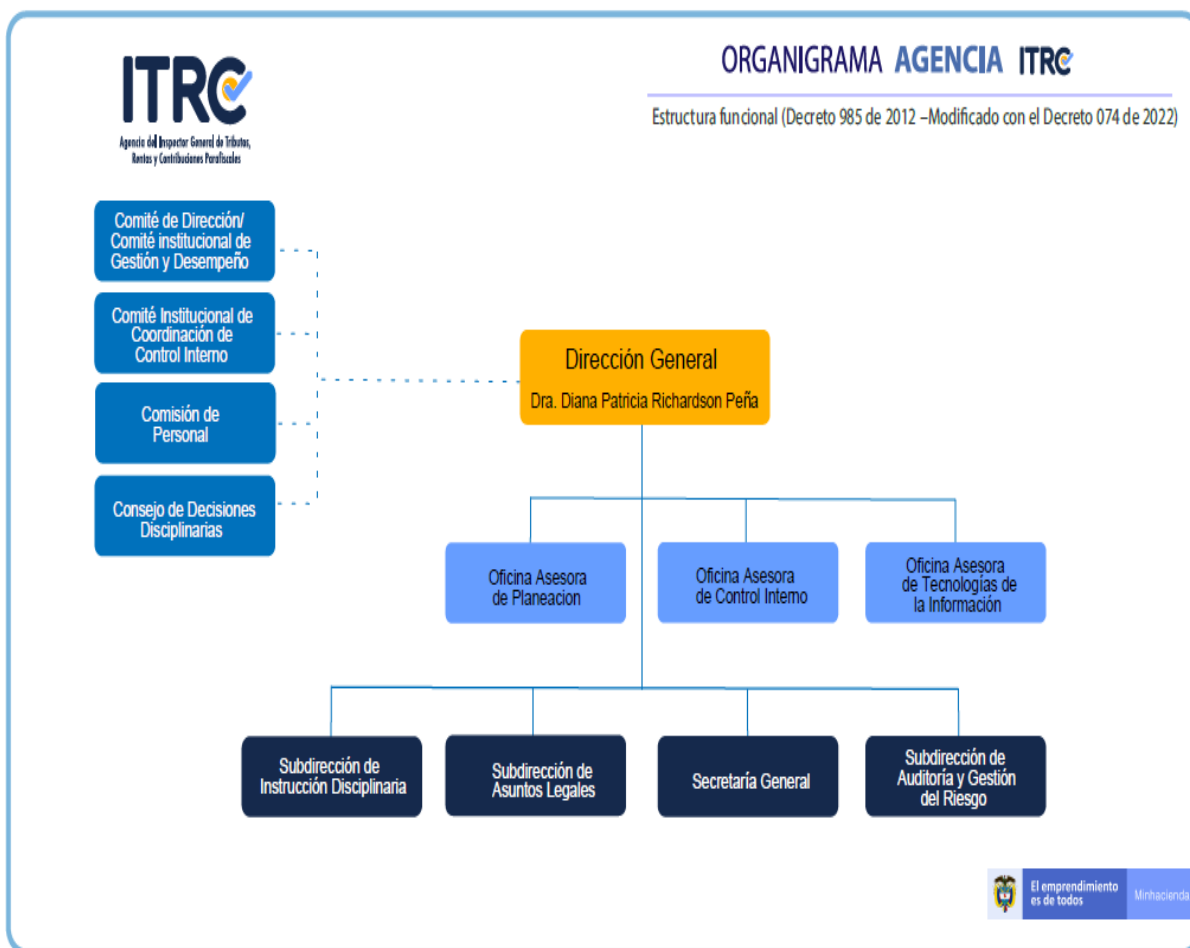 ITRC
Agencia del Inspector General de Tributos,
Rentas y Contribuciones Parafiscales
ORGANIGRAMA AGENCIA ITRC
Estructura funcional (Decreto 985 de 2012 –Modificado con el Decreto 074 de 2022)
Comité de Dirección/
Comité institucional de
Gestión y Desempeño
Comité Institucional de
Coordinación de
Control Interno
Comisión de
Personal
Consejo de Decisiones
Disciplinarias
Dirección General
Dra. Diana Patricia Richardson Peña
Oficina Asesora
de Planeacion
Oficina Asesora
de Control Interno
Oficina Asesora
de Tecnologías de
la Información
Subdirección de
Instrucción Disciplinaria
Subdirección de
Asuntos Legales
Secretaría General
Subdirección de
Auditoría y Gestión
del Riesgo
El emprendimiento
es de todos
Minhacienda